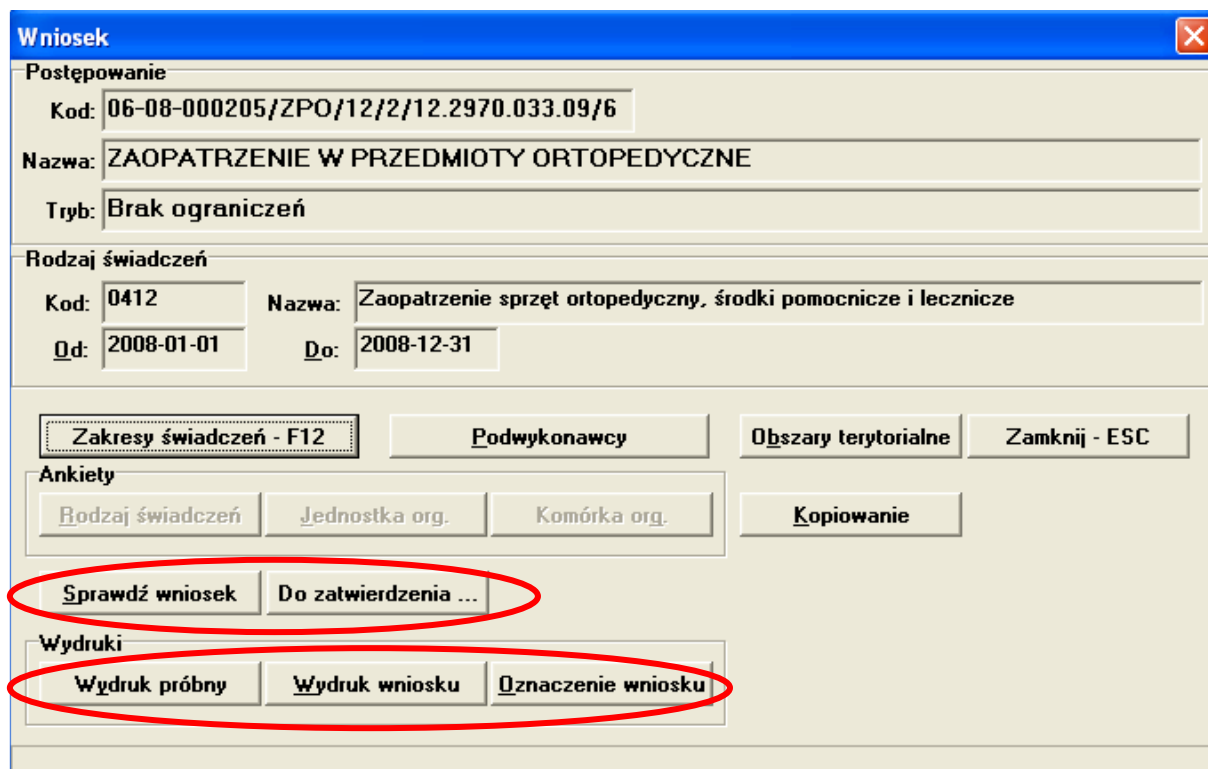 Wniosek
Postępowanie
Kod: 06-08-000205/ZPO/12/2/12.2970.033.09/6
Nazwa: ZAOPATRZENIE W PRZEDMIOTY ORTOPEDYCZNE
Tryb: Brak ograniczeń
Rodzaj świadczeń
Kod: 0412 Nazwa: Zaopatrzenie sprzęt ortopedyczny, środki pomocnicze i lecznicze
Od: 2008-01-01 Do: 2008-12-31
Zakresy świadczeń - F12 Podwykonawcy Obszary terytorialne Zamknij - ESC
Ankiety
Rodzaj świadczeń Jednostka org. Komórka org. Kopiowanie
Sprawdź wniosek Do zatwierdzenia ...
Wydruki
Wydruk próbny Wydruk wniosku Oznaczenie wniosku